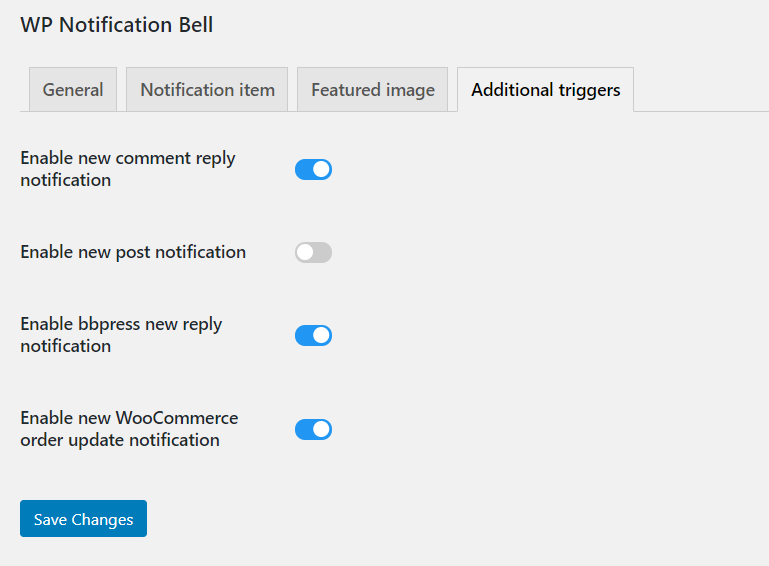 WP Notification Bell
General
Notification item
Featured image
Additional triggers
Enable new comment reply
notification
Enable new post notification
Enable bbpress new reply
notification
Enable new WooCommerce
order update notification
Save Changes